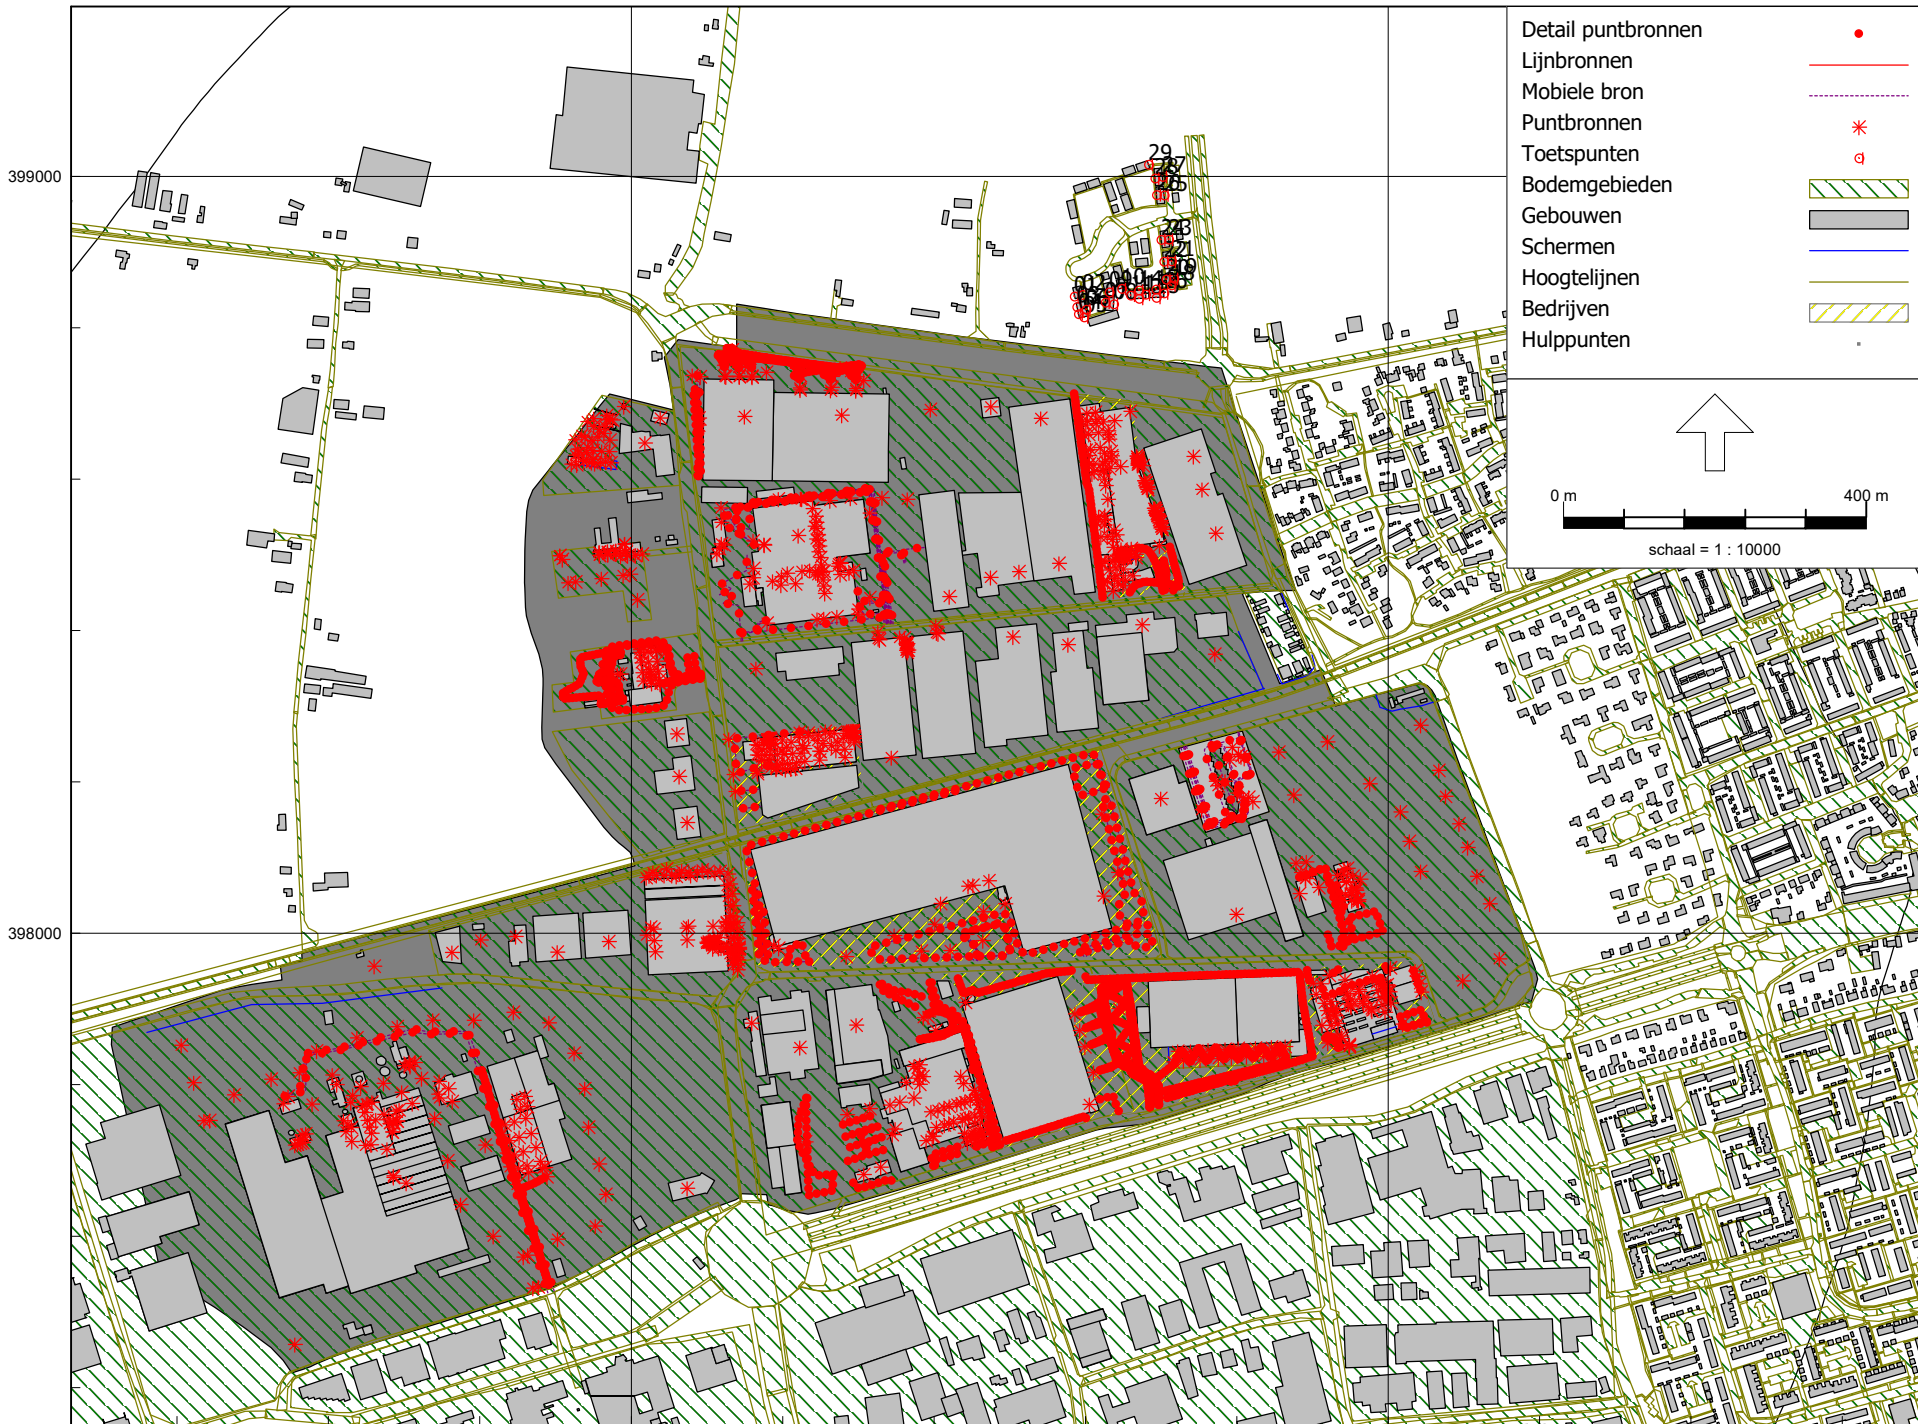 Detail puntbronnen
Lijnbronnen
Mobiele bron
Puntbronnen
Toetspunten
Bodemgebieden
Gebouwen
Schermen
Hoogtelijnen
Bedrijven
Hulppunten
0 m 400 m
schaal = 1 : 10000
399000
398000
29